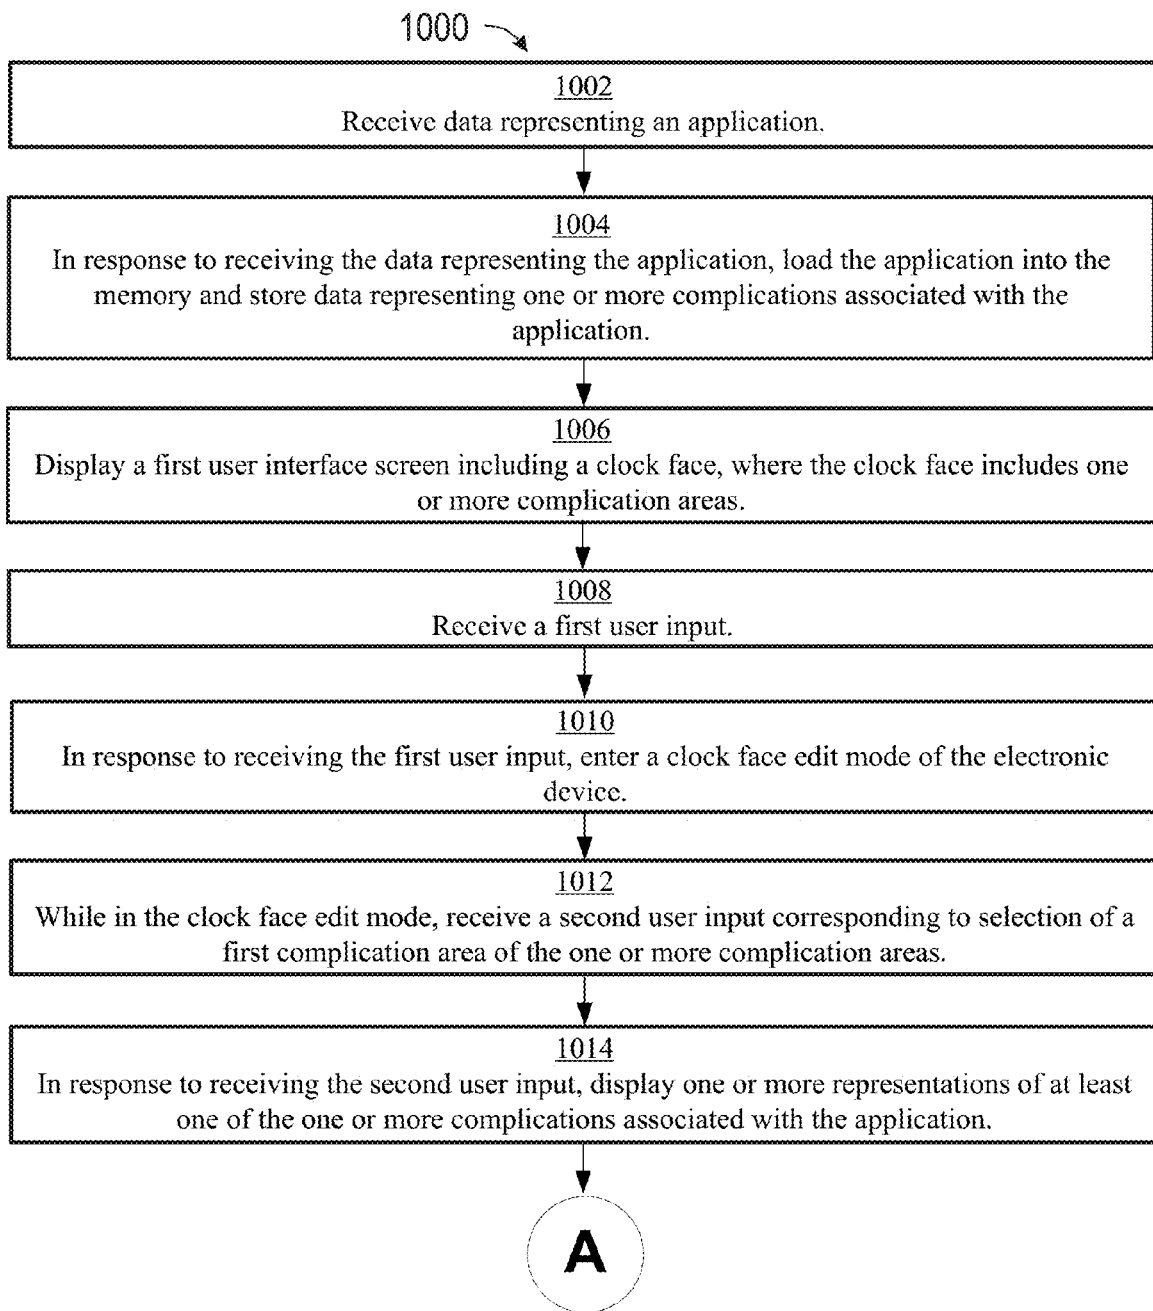 1000
1002
Receive data representing an application.
1004
In response to receiving the data representing the application, load the application into the
memory and store data representing one or more complications associated with the
application.
1006
Display a first user interface screen including a clock face, where the clock face includes one
or more complication areas.
1008
Receive a first user input.
1010
In response to receiving the first user input, enter a clock face edit mode of the electronic
device.
1012
While in the clock face edit mode, receive a second user input corresponding to selection of a
first complication area of the one or more complication areas.
1014
In response to receiving the second user input, display one or more representations of at least
one of the one or more complications associated with the application.
A